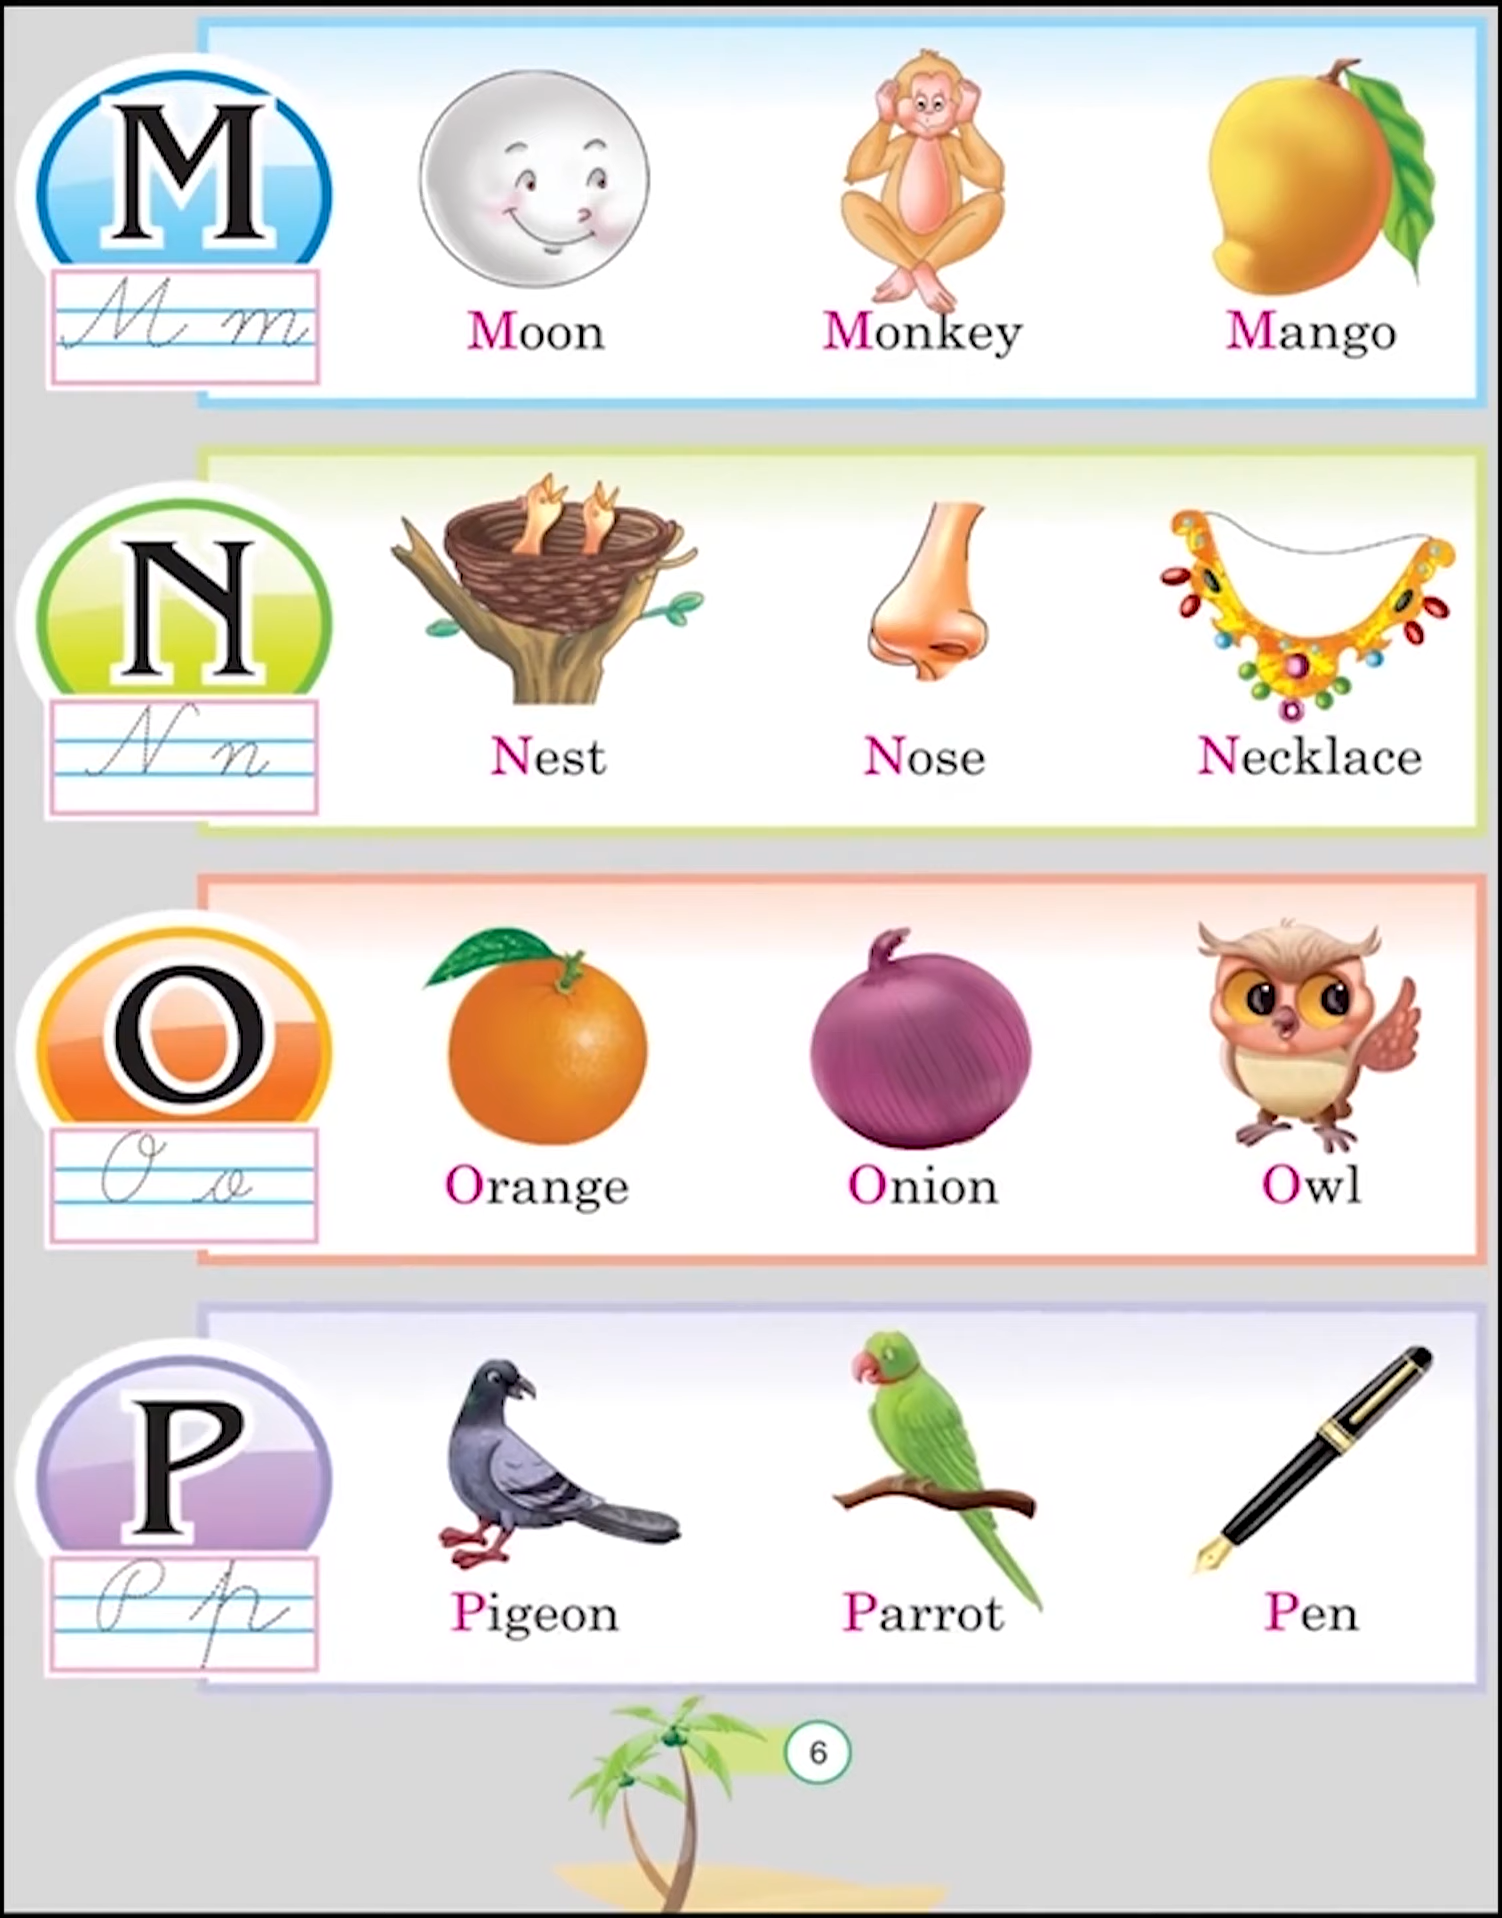 M
M m
Moon Monkey Mango
N
N n
Nest Nose Necklace
O
O o
Orange Onion Owl
P
P p
Pigeon Parrot Pen
6